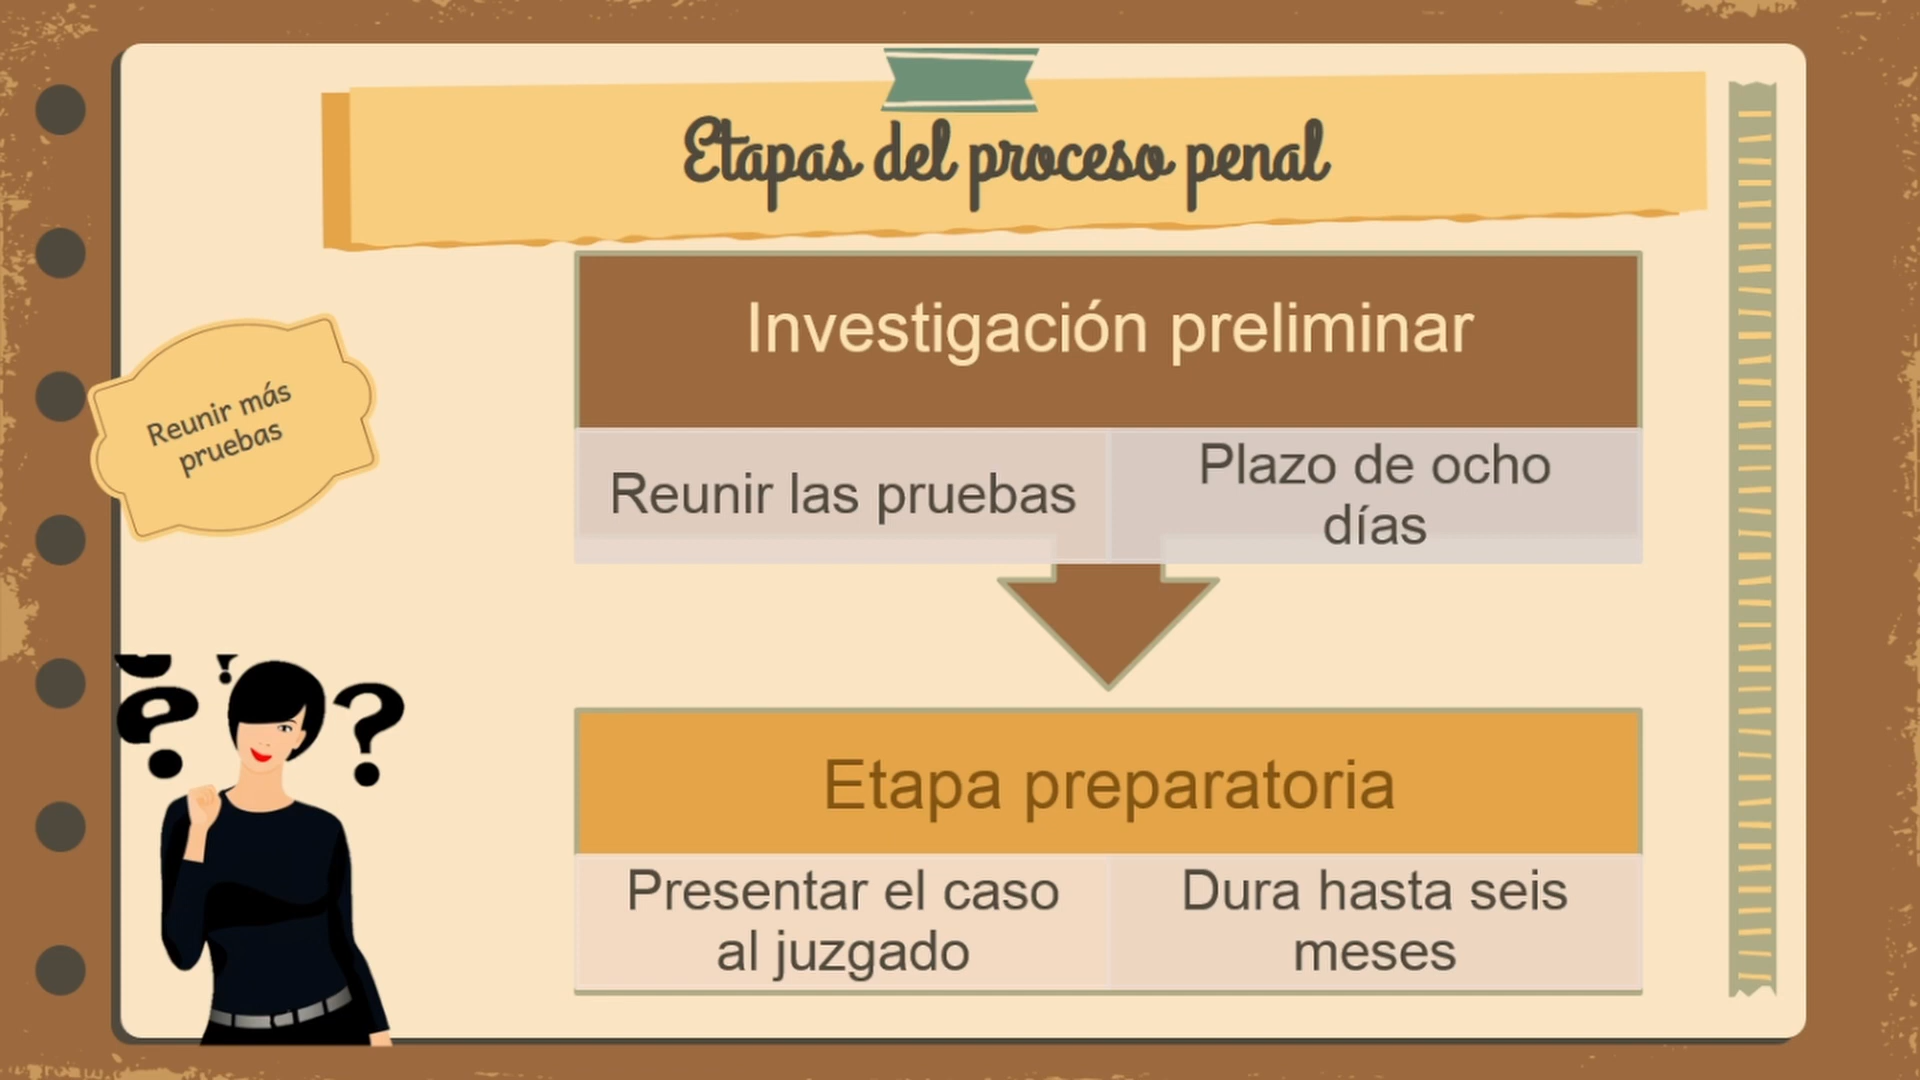 Etapas del proceso penal
Investigación preliminar
Reunir las pruebas
Plazo de ocho
días
Reunir más
pruebas
Etapa preparatoria
Presentar el caso
al juzgado
Dura hasta seis
meses